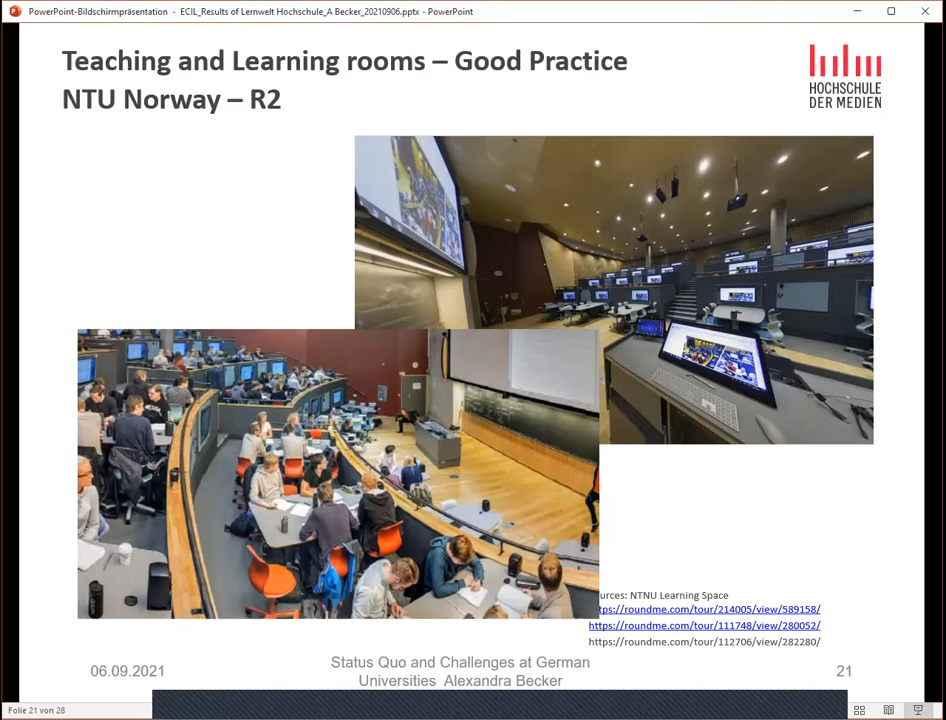 PowerPoint-Bildschirmpräsentation - ECIL_Results of Lernwelt Hochschule_A Becker_20210906.pptx - PowerPoint
Teaching and Learning rooms – Good Practice
NTU Norway – R2
HOCHSCHULE
DER MEDIEN
urces: NTNU Learning Space
tps://roundme.com/tour/214005/view/589158/
https://roundme.com/tour/111748/view/280052/
https://roundme.com/tour/112706/view/282280/
06.09.2021
Status Quo and Challenges at German
Universities Alexandra Becker
21
Folie 21 von 28